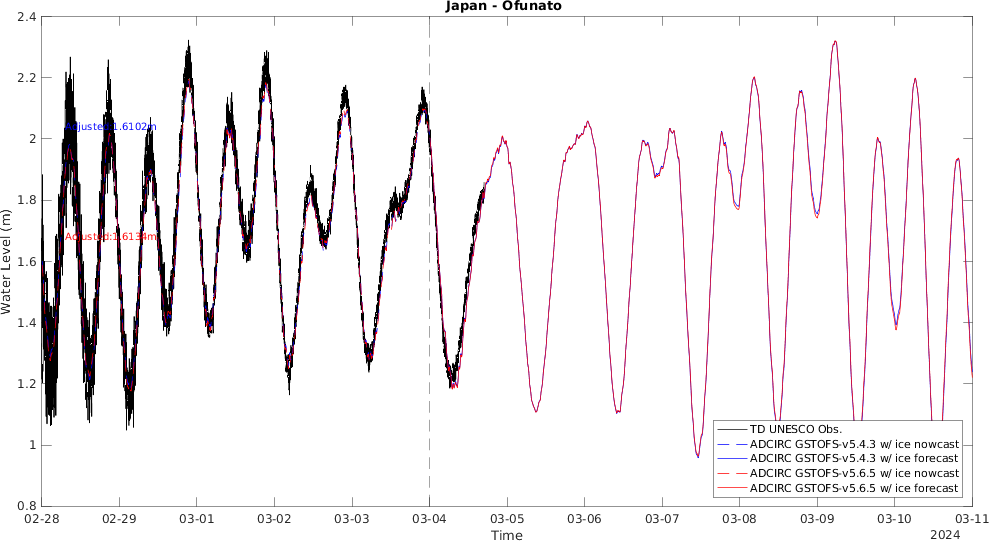 Japan - Ofunato
2.4
2.2
2
1.8
1.6
1.4
1.2
1
0.8
Water Level (m)
Adjusted:1.6102m
Adjusted:1.6134m
TD UNESCO Obs.
ADCIRC GSTOFS-v5.4.3 w/ ice nowcast
ADCIRC GSTOFS-v5.4.3 w/ ice forecast
ADCIRC GSTOFS-v5.6.5 w/ ice nowcast
ADCIRC GSTOFS-v5.6.5 w/ ice forecast
02-28 02-29 03-01 03-02 03-03 03-04 03-05 03-06 03-07 03-08 03-09 03-10 03-11
Time
2024